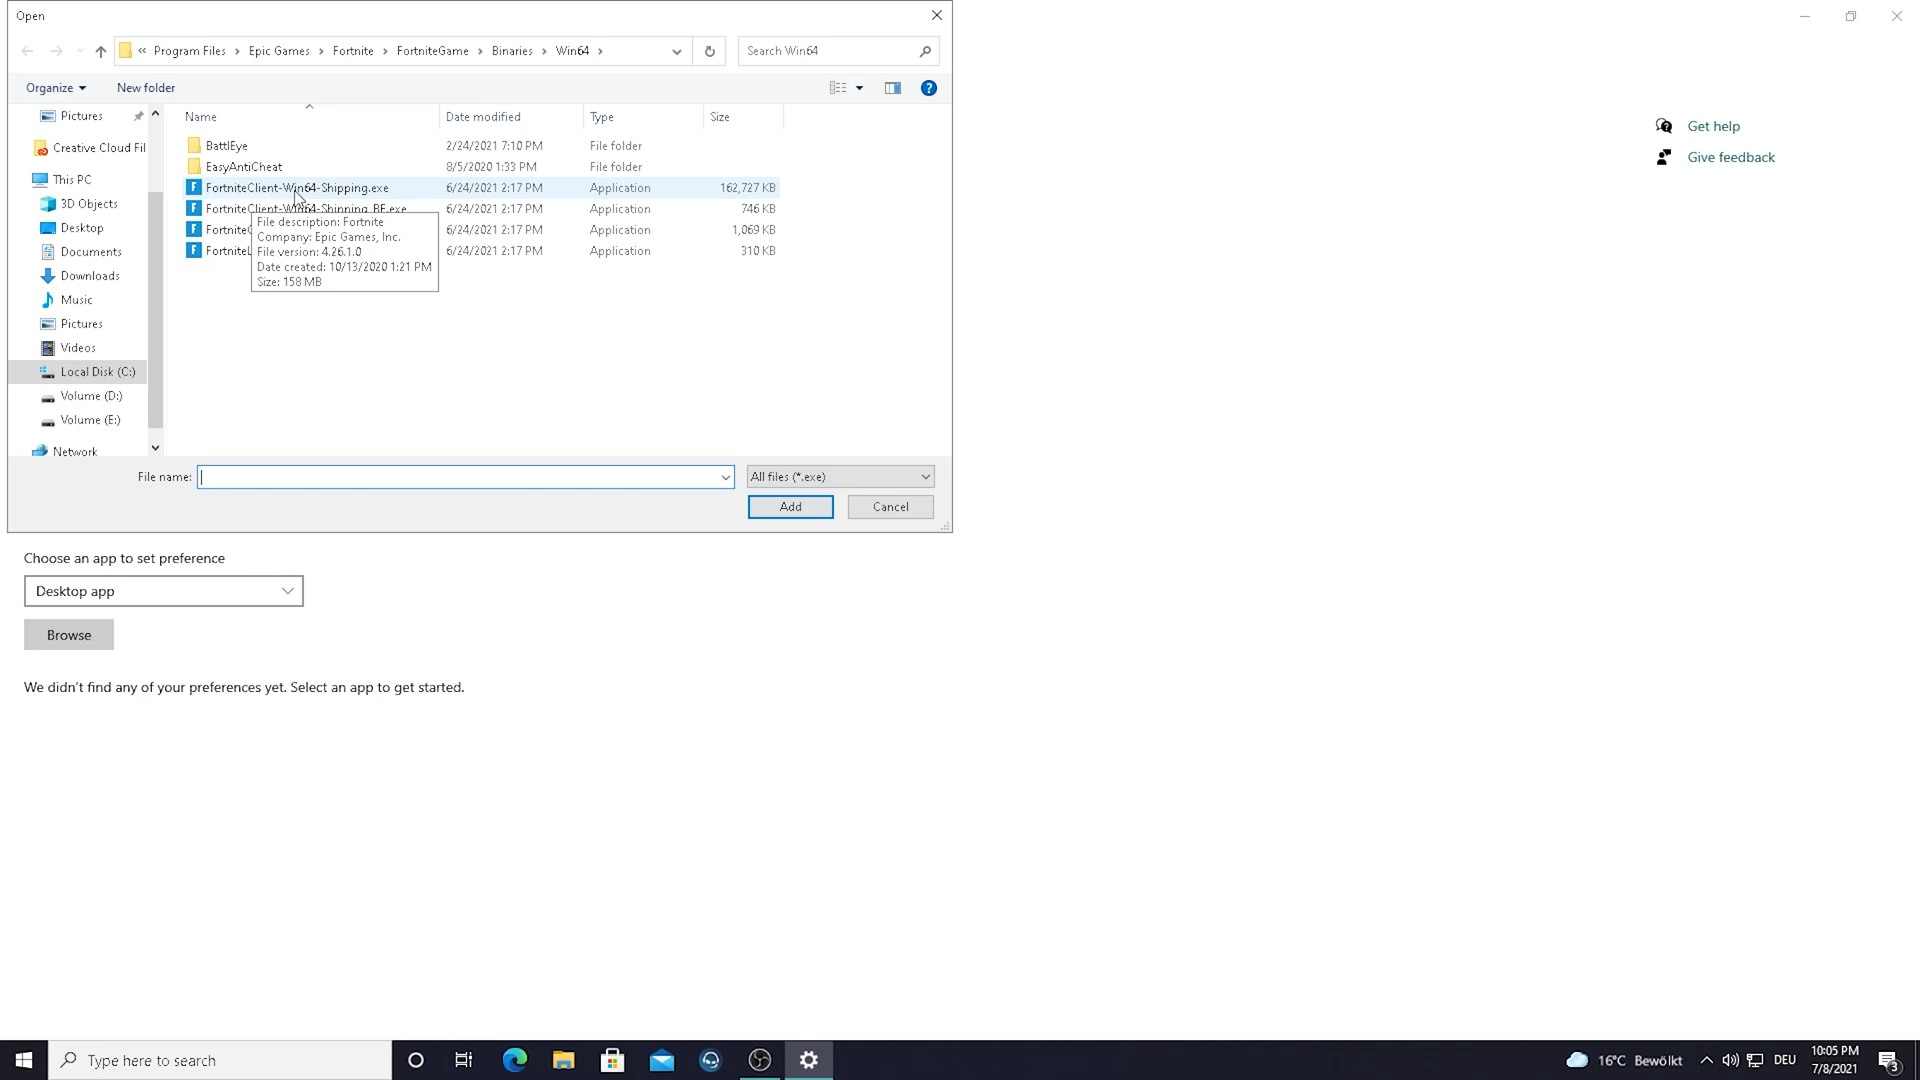 Open
« Program Files › Epic Games › Fortnite › FortniteGame › Binaries › Win64 ›
Search Win64
Organize
New folder
?
Pictures
Creative Cloud Fil
This PC
3D Objects
Desktop
Documents
Downloads
Music
Pictures
Videos
Local Disk (C:)
Volume (D:)
Volume (E:)
Network
Name Date modified Type Size
BattlEye 2/24/2021 7:10 PM File folder
EasyAntiCheat 8/5/2020 1:33 PM File folder
FortniteClient-Win64-Shipping.exe 6/24/2021 2:17 PM Application 162,727 KB
FortniteClient-Win64-Shipping_BE.exe 6/24/2021 2:17 PM Application 746 KB
Fortnite 6/24/2021 2:17 PM Application 1,069 KB
FortniteL 6/24/2021 2:17 PM Application 310 KB
File description: Fortnite
Company: Epic Games, Inc.
File version: 4.26.1.0
Date created: 10/13/2020 1:21 PM
Size: 158 MB
File name:
All files (*.exe)
Add
Cancel
Get help
Give feedback
Choose an app to set preference
Desktop app
Browse
We didn't find any of your preferences yet. Select an app to get started.
Type here to search
16°C Bewölkt
DEU
10:05 PM
7/8/2021
3